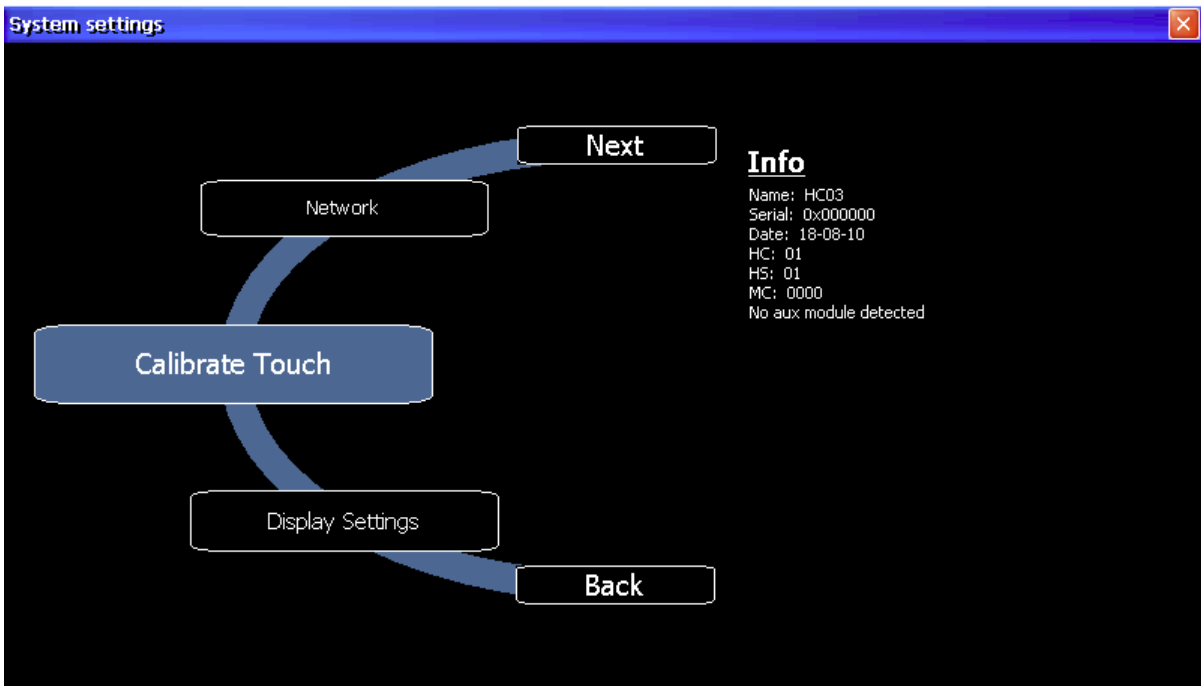 System settings
Next
Network
Calibrate Touch
Display Settings
Back
Info
Name: HC03
Serial: 0x000000
Date: 18-08-10
HC: 01
HS: 01
MC: 0000
No aux module detected